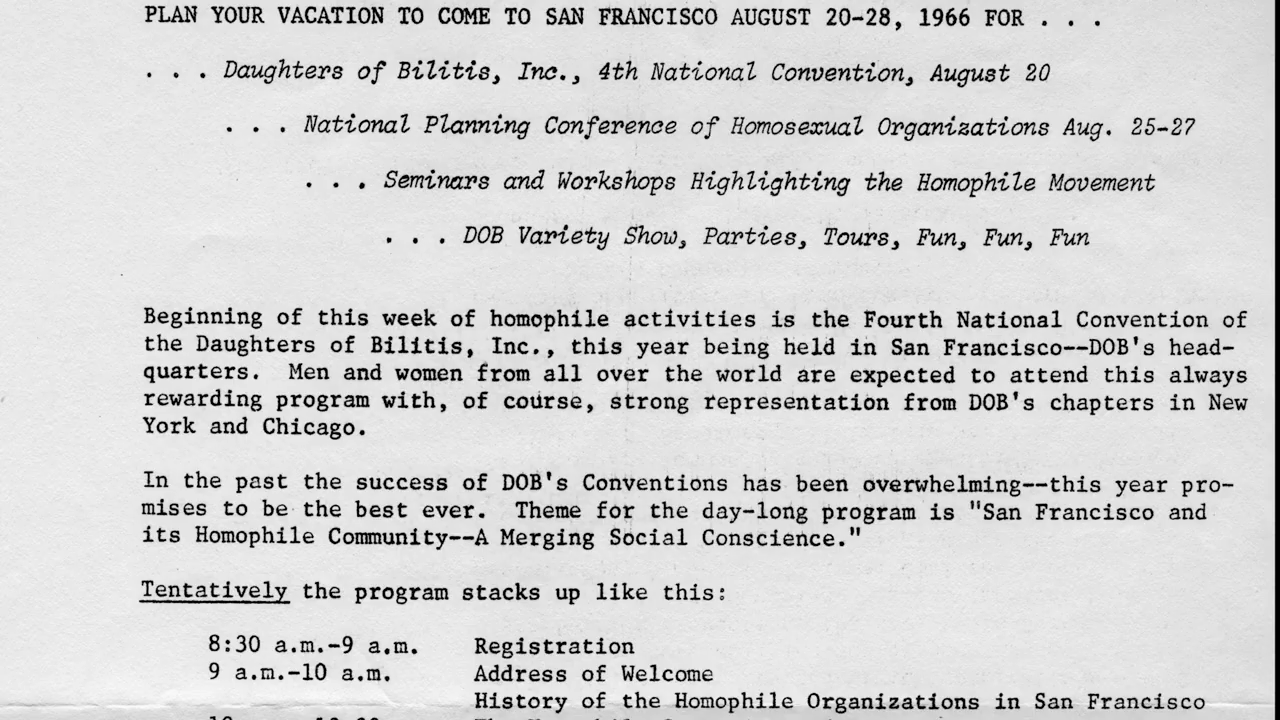 PLAN YOUR VACATION TO COME TO SAN FRANCISCO AUGUST 20-28, 1966 FOR . . .
. . . Daughters of Bilitis, Inc., 4th National Convention, August 20
. . . National Planning Conference of Homosexual Organizations Aug. 25-27
. . . Seminars and Workshops Highlighting the Homophile Movement
. . . DOB Variety Show, Parties, Tours, Fun, Fun, Fun
Beginning of this week of homophile activities is the Fourth National Convention of
the Daughters of Bilitis, Inc., this year being held in San Francisco--DOB's head-
quarters. Men and women from all over the world are expected to attend this always
rewarding program with, of course, strong representation from DOB's chapters in New
York and Chicago.
In the past the success of DOB's Conventions has been overwhelming--this year pro-
mises to be the best ever. Theme for the day-long program is "San Francisco and
its Homophile Community--A Merging Social Conscience."
Tentatively the program stacks up like this:
8:30 a.m.-9 a.m. Registration
9 a.m.-10 a.m. Address of Welcome
History of the Homophile Organizations in San Francisco